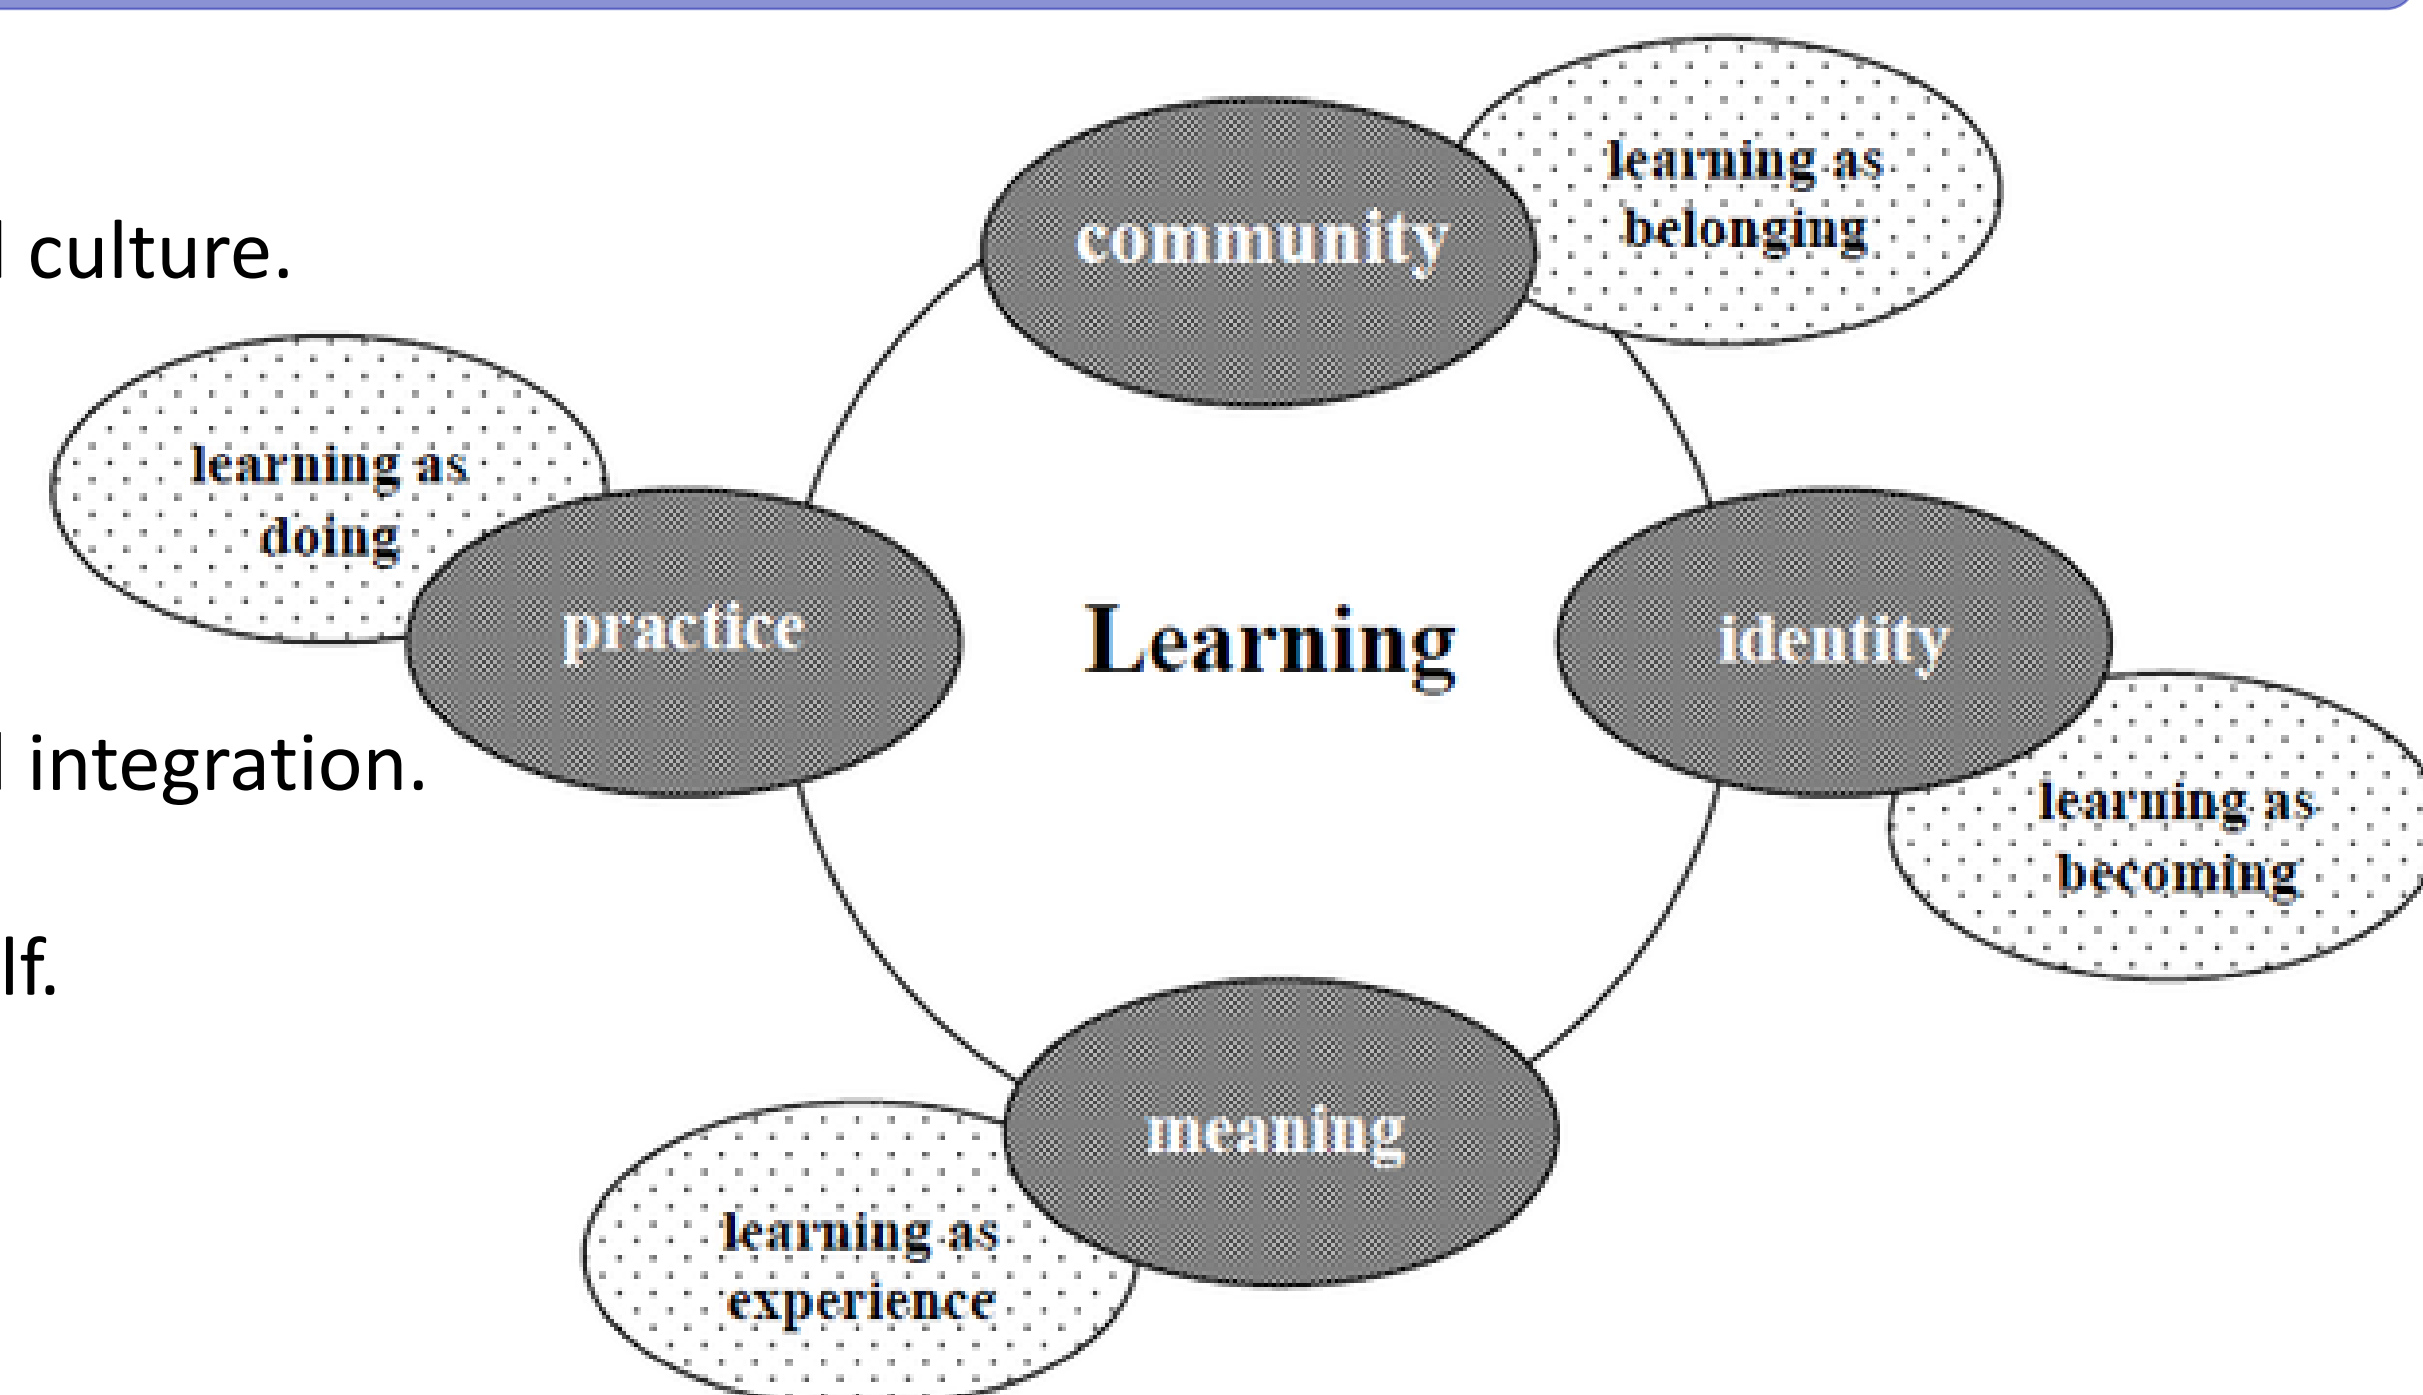 culture.
integration.
lf.
community
learning as
belonging
learning as
doing
practice
Learning
identity
learning as
becoming
meaning
learning as
experience